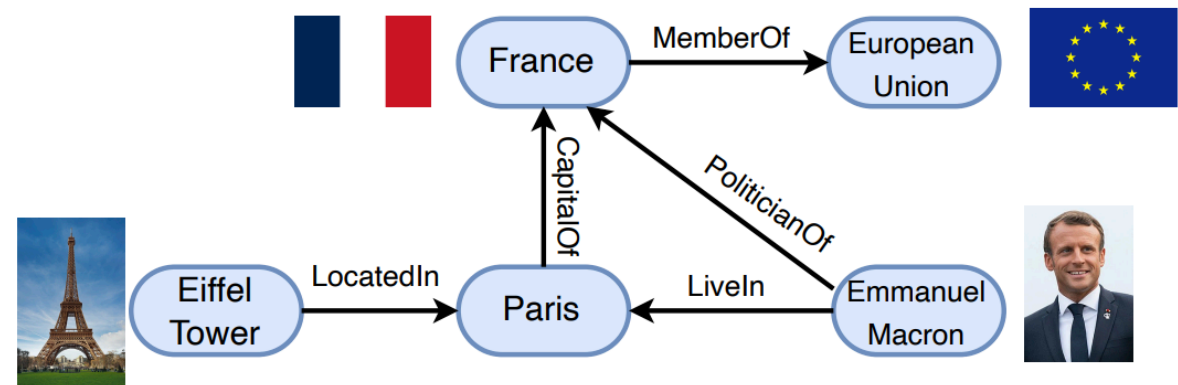 France
MemberOf
European
Union
CapitalOf
PoliticianOf
Eiffel
Tower
LocatedIn
Paris
LiveIn
Emmanuel
Macron